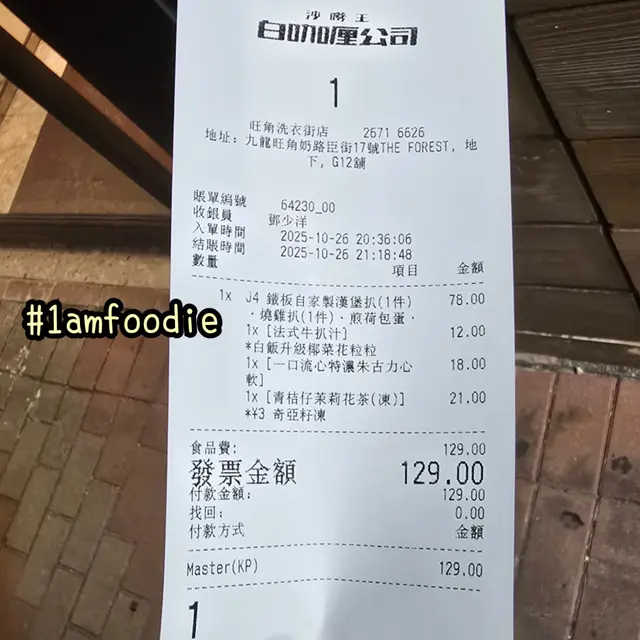 沙嗲王
白咖喱公司
1
旺角洗衣街店 2671 6626
地址: 九龍旺角奶路臣街17號THE FOREST, 地
下, G12舖
賬單編號 64230_00
收銀員 鄧少洋
入單時間 2025-10-26 20:36:06
結賬時間 2025-10-26 21:18:48
數量 項目 金額
1x J4 鐵板自家製漢堡扒(1件) 78.00
．燒雞扒(1件)．煎荷包蛋．
1x [法式牛扒汁] 12.00
*白飯升級椰菜花粒粒
1x [一口流心特濃朱古力心 18.00
軟]
1x [青桔仔茉莉花茶(凍)] 21.00
*¥3 奇亞籽凍
#1amfoodie
食品費: 129.00
發票金額 129.00
付款金額: 129.00
找回: 0.00
付款方式 金額
Master(KP) 129.00
1